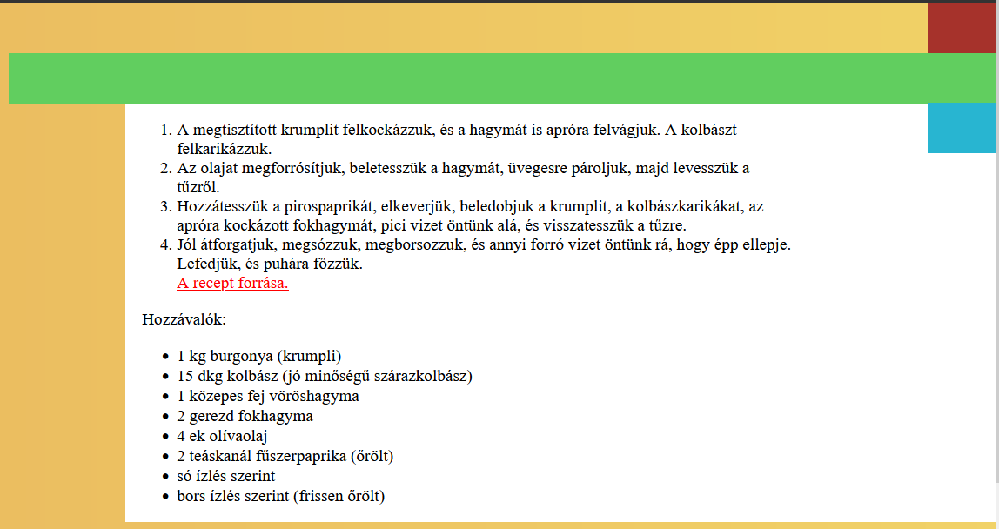 1. A megtisztított krumplit felkockázzuk, és a hagymát is apróra felvágjuk. A kolbászt
felkarikázzuk.
2. Az olajat megforrósítjuk, beletesszük a hagymát, üvegesre pároljuk, majd levesszük a
tűzről.
3. Hozzátesszük a pirospaprikát, elkeverjük, beledobjuk a krumplit, a kolbászkarikákat, az
apróra kockázott fokhagymát, pici vizet öntünk alá, és visszatesszük a tűzre.
4. Jól átforgatjuk, megsózzuk, megborsozzuk, és annyi forró vizet öntünk rá, hogy épp ellepje.
Lefedjük, és puhára főzzük.
A recept forrása.
Hozzávalók:
• 1 kg burgonya (krumpli)
• 15 dkg kolbász (jó minőségű szárazkolbász)
• 1 közepes fej vöröshagyma
• 2 gerezd fokhagyma
• 4 ek olívaolaj
• 2 teáskanál fűszerpaprika (őrölt)
• só ízlés szerint
• bors ízlés szerint (frissen őrölt)